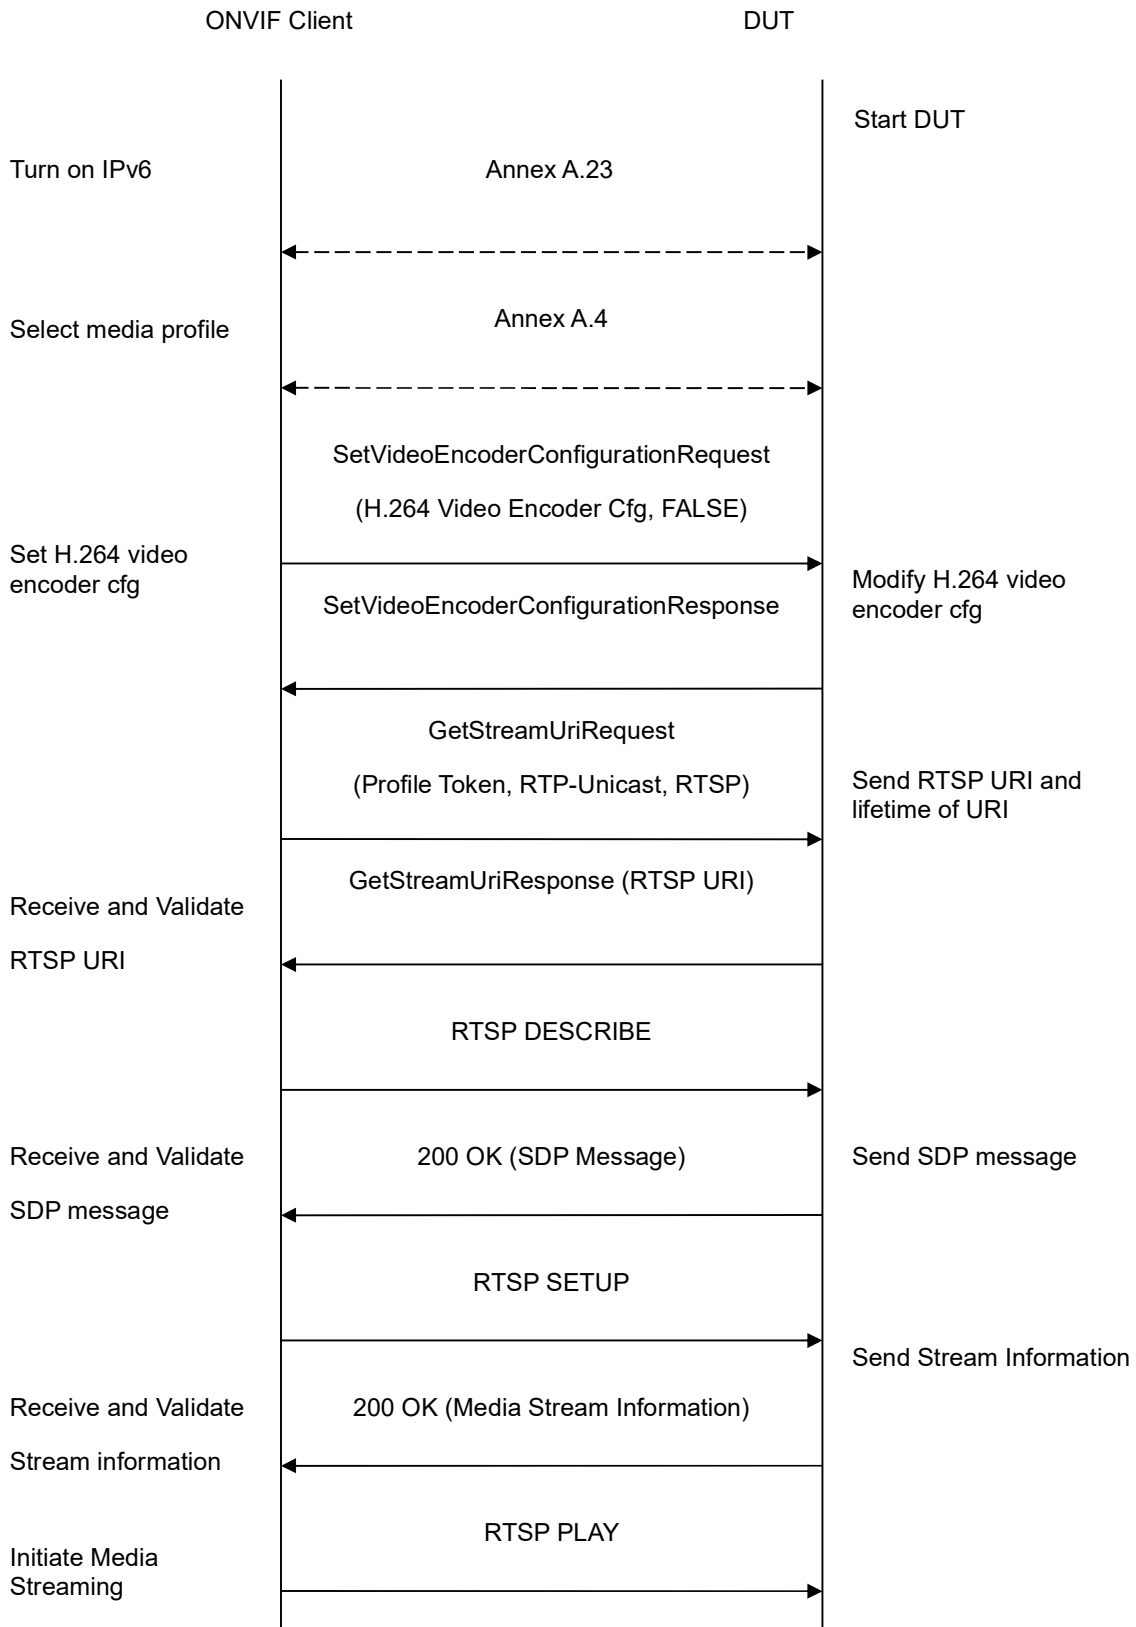 ONVIF Client
DUT
Start DUT
Turn on IPv6
Annex A.23
Select media profile
Annex A.4
SetVideoEncoderConfigurationRequest
(H.264 Video Encoder Cfg, FALSE)
Set H.264 video
encoder cfg
Modify H.264 video
encoder cfg
SetVideoEncoderConfigurationResponse
GetStreamUriRequest
(Profile Token, RTP-Unicast, RTSP)
Send RTSP URI and
lifetime of URI
GetStreamUriResponse (RTSP URI)
Receive and Validate
RTSP URI
RTSP DESCRIBE
Receive and Validate
SDP message
200 OK (SDP Message)
Send SDP message
RTSP SETUP
Send Stream Information
Receive and Validate
Stream information
200 OK (Media Stream Information)
RTSP PLAY
Initiate Media
Streaming